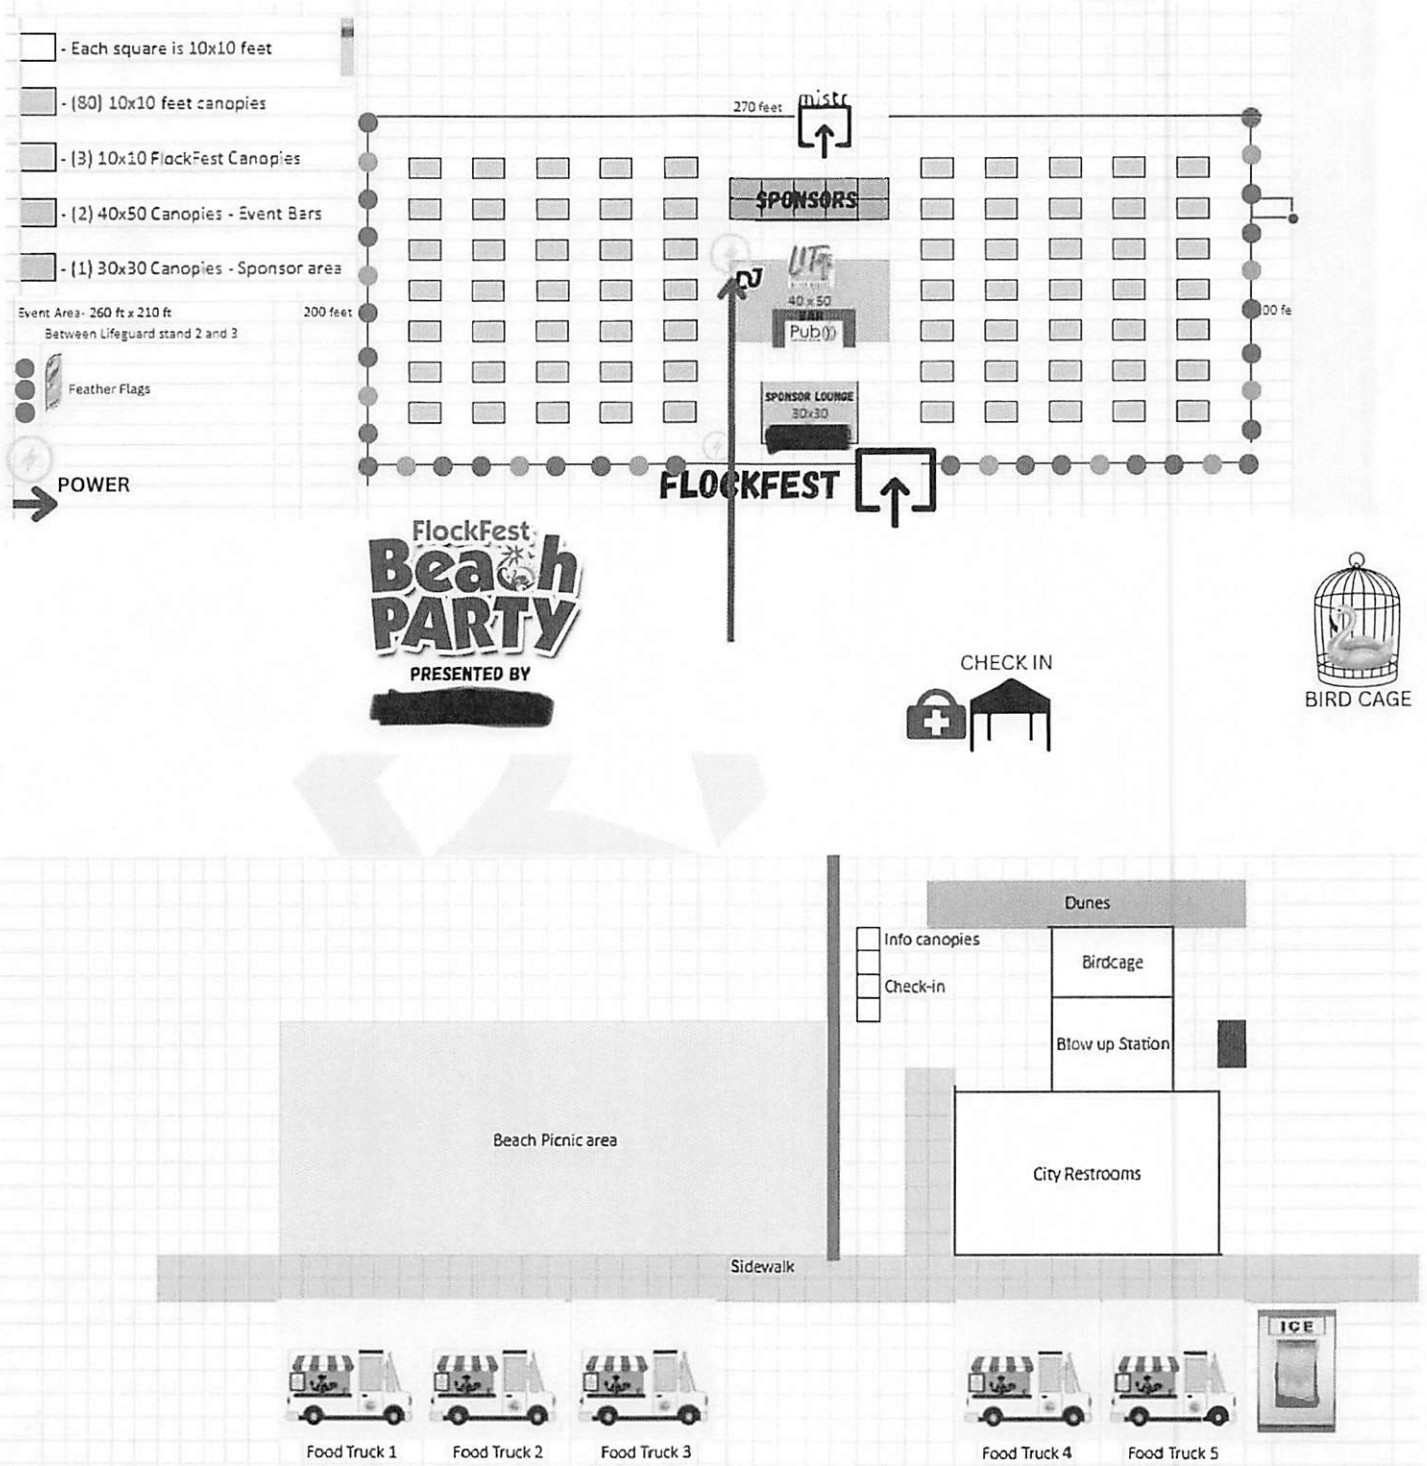 - Each square is 10x10 feet
- (80) 10x10 feet canopies
- (3) 10x10 FlockFest Canopies
- (2) 40x50 Canopies - Event Bars
- (1) 30x30 Canopies - Sponsor area
Event Area- 260 ft x 210 ft
Between Lifeguard stand 2 and 3
Feather Flags
POWER
270 feet
mistr
200 feet
00 fe
SPONSORS
LIT
DJ
40 x 50
BAR
Pub
SPONSOR LOUNGE
30x30
FLOCKFEST
FlockFest
Beach
PARTY
PRESENTED BY
CHECK IN
BIRD CAGE
Dunes
Info canopies
Birdcage
Check-in
Blow up Station
Beach Picnic area
City Restrooms
Sidewalk
ICE
Food Truck 1
Food Truck 2
Food Truck 3
Food Truck 4
Food Truck 5